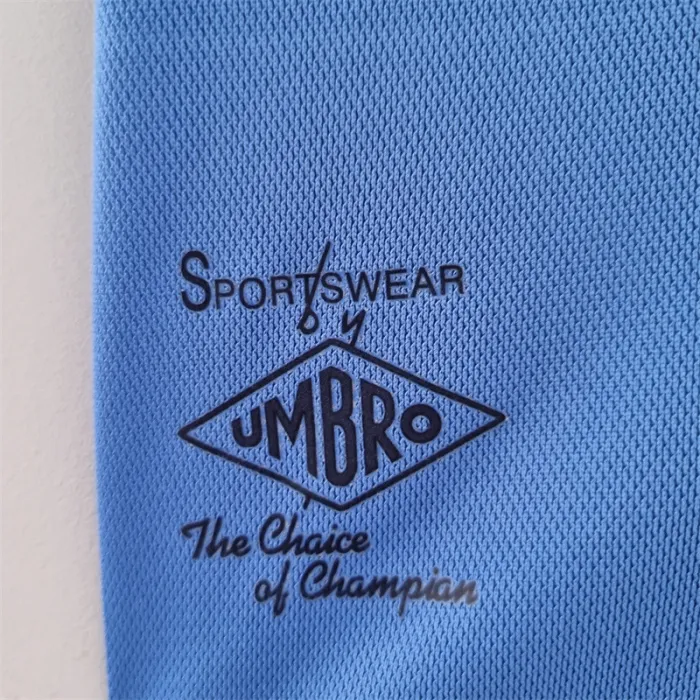 SPORTSWEAR
by
UMBRO
The Chaice
of Champian